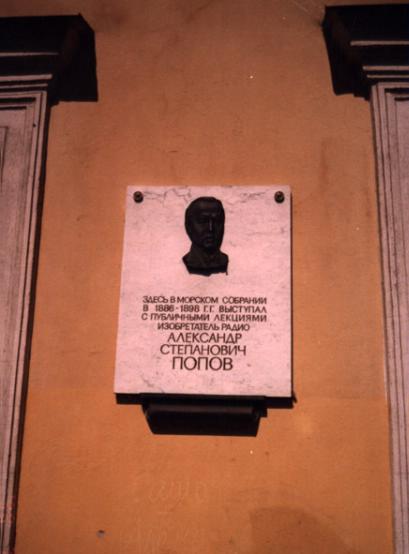 ЗДЕСЬ В МОРСКОМ СОБРАНИИ
В 1886-1898 Г.Г. ВЫСТУПАЛ
С ПУБЛИЧНЫМИ ЛЕКЦИЯМИ
ИЗОБРЕТАТЕЛЬ РАДИО
АЛЕКСАНДР
СТЕПАНОВИЧ
ПОПОВ